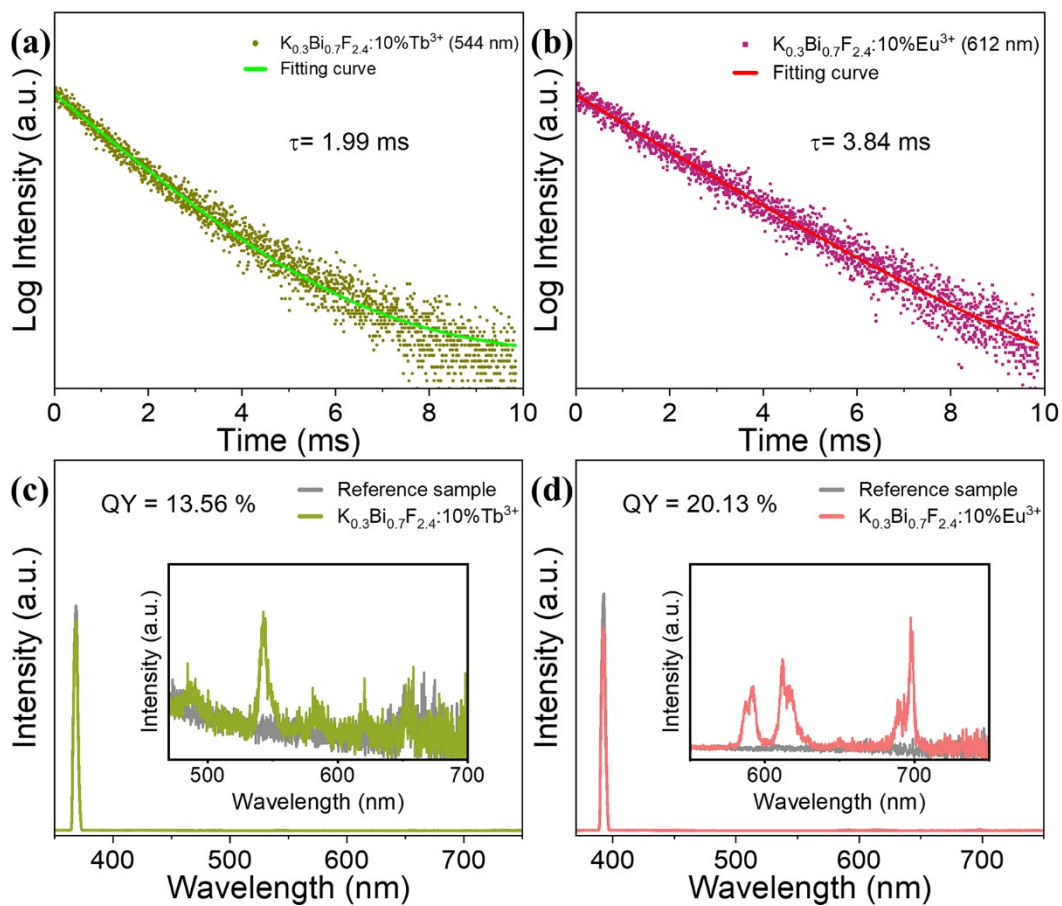 (a)
K₀.₃Bi₀.₇F₂.₄:10%Tb³⁺ (544 nm)
Fitting curve
τ= 1.99 ms
Log Intensity (a.u.)
0 2 4 6 8 10
Time (ms)
(b)
K₀.₃Bi₀.₇F₂.₄:10%Eu³⁺ (612 nm)
Fitting curve
τ= 3.84 ms
Log Intensity (a.u.)
0 2 4 6 8 10
Time (ms)
(c)
QY = 13.56 %
Reference sample
K₀.₃Bi₀.₇F₂.₄:10%Tb³⁺
Intensity (a.u.)
Intensity (a.u.)
500 600 700
Wavelength (nm)
400 500 600 700
Wavelength (nm)
(d)
QY = 20.13 %
Reference sample
K₀.₃Bi₀.₇F₂.₄:10%Eu³⁺
Intensity (a.u.)
Intensity (a.u.)
600 700
Wavelength (nm)
400 500 600 700
Wavelength (nm)